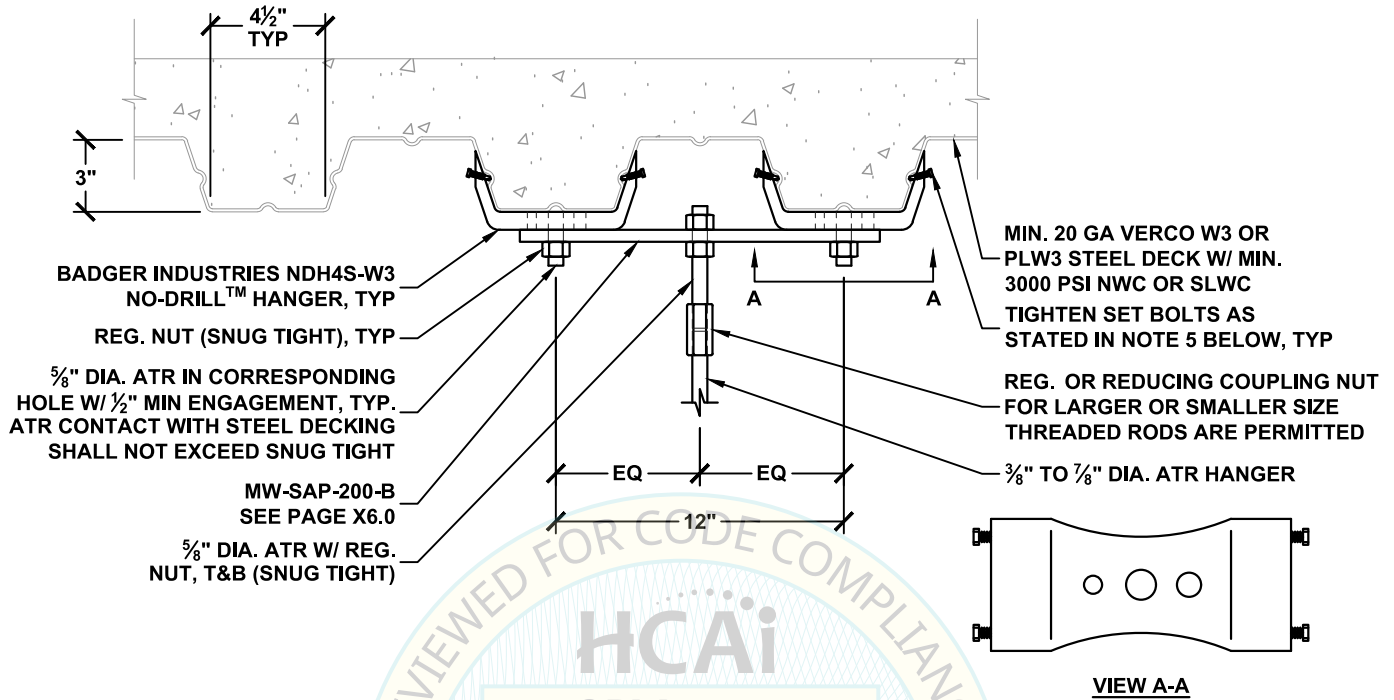 4½"
TYP
3"
BADGER INDUSTRIES NDH4S-W3
NO-DRILL™ HANGER, TYP
REG. NUT (SNUG TIGHT), TYP
⅝" DIA. ATR IN CORRESPONDING
HOLE W/ ½" MIN ENGAGEMENT, TYP.
ATR CONTACT WITH STEEL DECKING
SHALL NOT EXCEED SNUG TIGHT
MW-SAP-200-B
SEE PAGE X6.0
⅝" DIA. ATR W/ REG.
NUT, T&B (SNUG TIGHT)
A
A
EQ
EQ
12"
MIN. 20 GA VERCO W3 OR
PLW3 STEEL DECK W/ MIN.
3000 PSI NWC OR SLWC
TIGHTEN SET BOLTS AS
STATED IN NOTE 5 BELOW, TYP
REG. OR REDUCING COUPLING NUT
FOR LARGER OR SMALLER SIZE
THREADED RODS ARE PERMITTED
⅜" TO ⅞" DIA. ATR HANGER
VIEW A-A
FOR CODE
HCAi